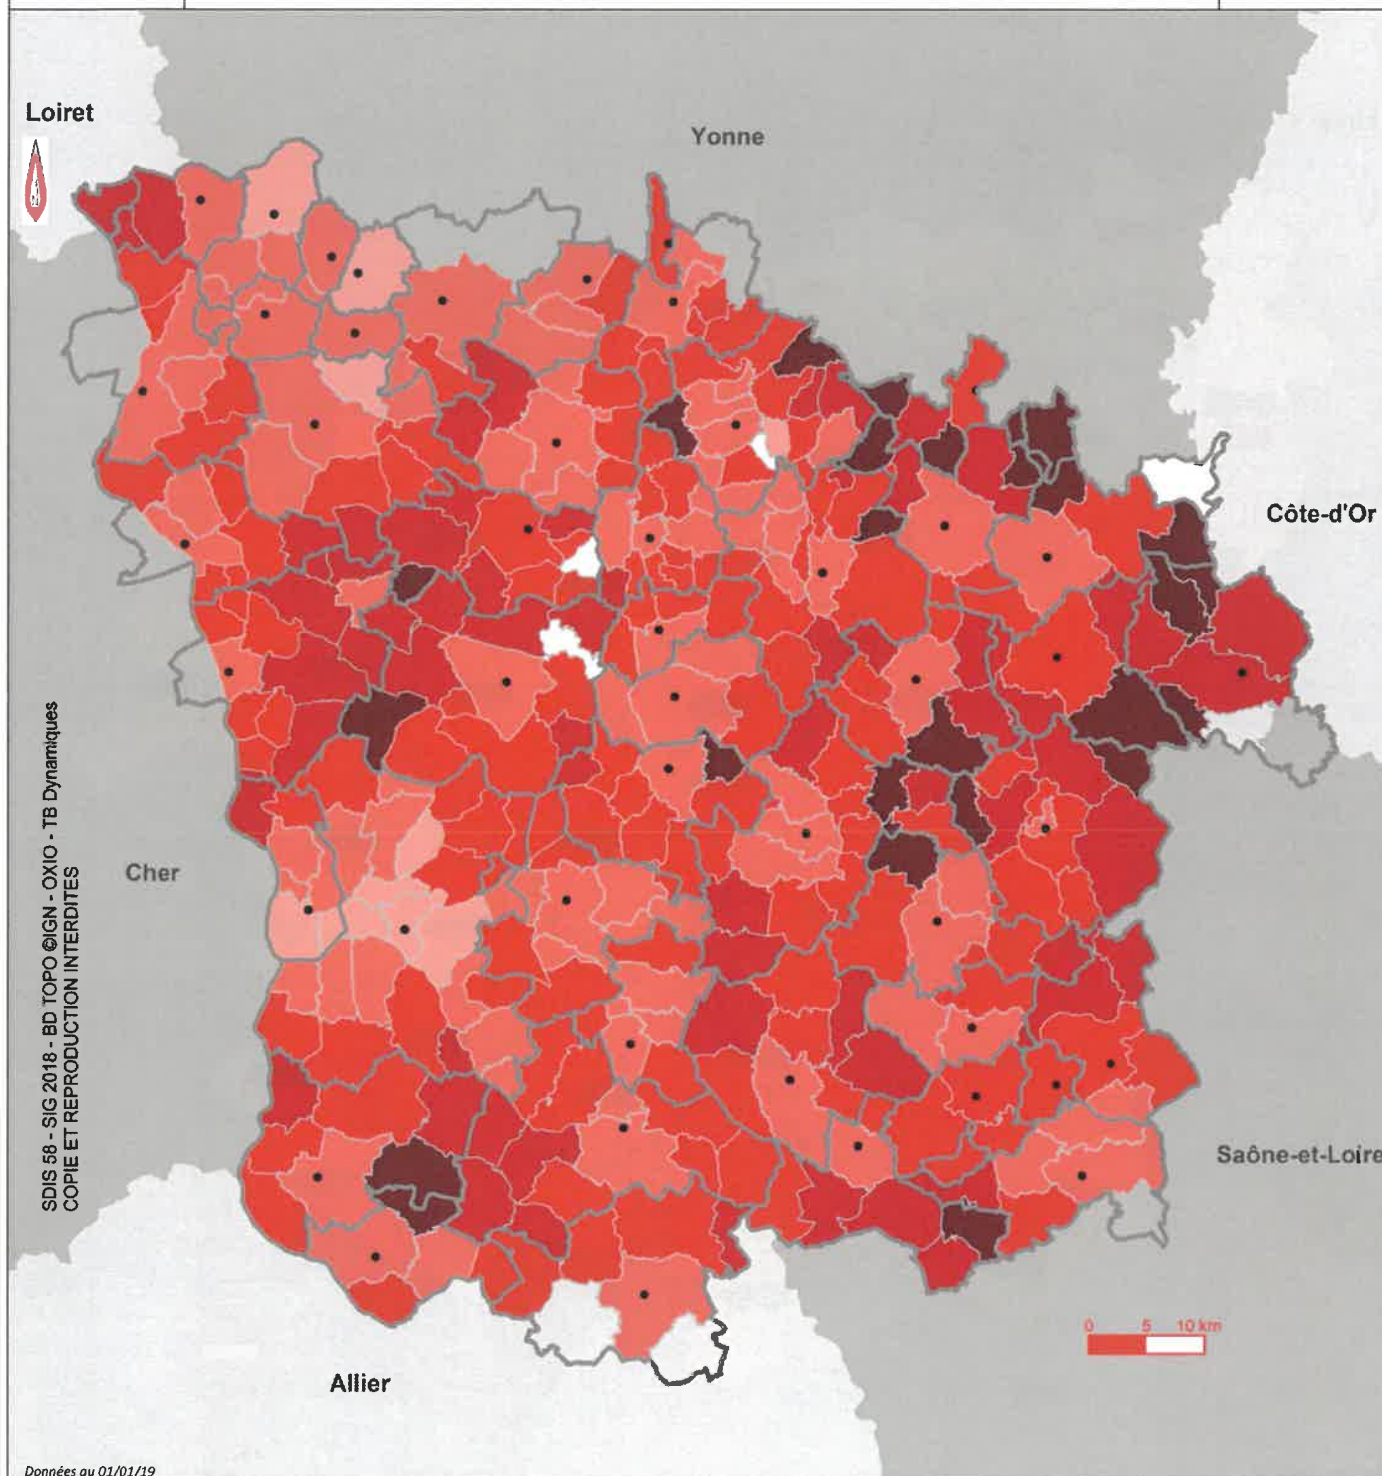 Loiret
Yonne
Côte-d'Or
SDIS 58 - SIG 2018 - BD TOPO ©IGN - OXIO - TB Dynamiques
COPIE ET REPRODUCTION INTERDITES
Cher
Saône-et-Loire
0 5 10 km
Allier
Données au 01/01/19